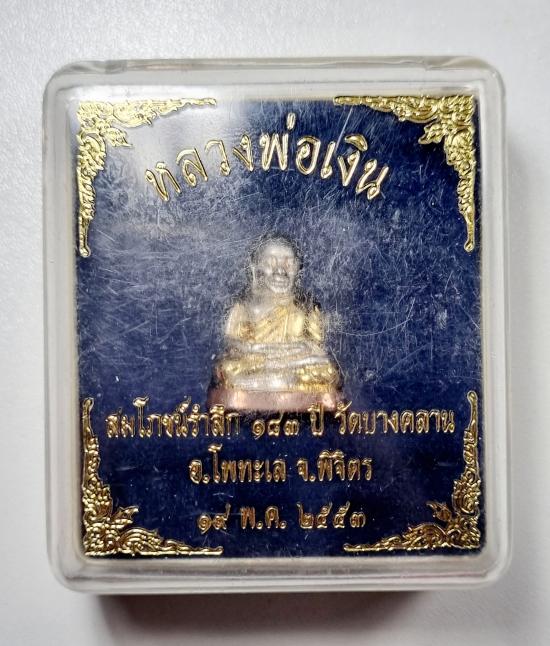 หลวงพ่อเงิน
สมโภชน์รำลึก ๑๘๓ ปี วัดบางคลาน
อ.โพทะเล จ.พิจิตร
๑๙ พ.ค. ๒๕๕๓